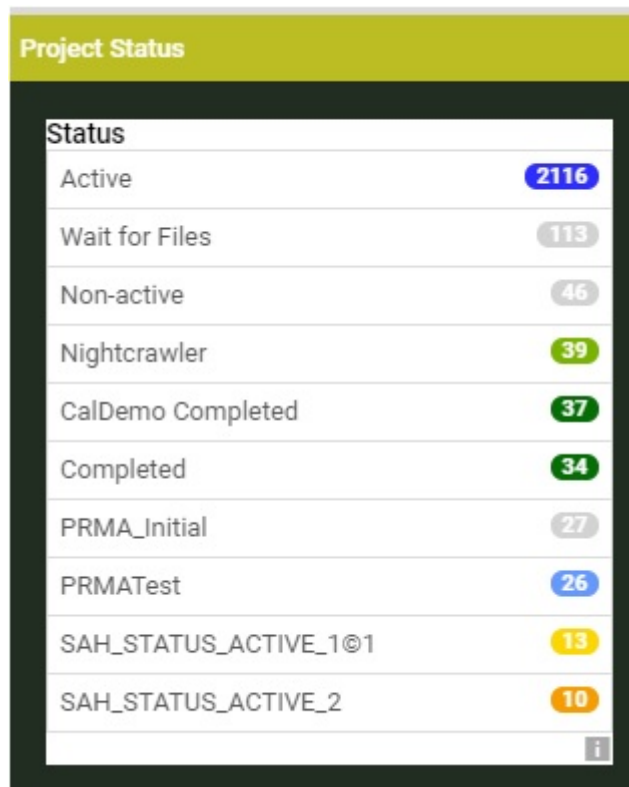 Project Status
Status
Active 2116
Wait for Files 113
Non-active 46
Nightcrawler 39
CalDemo Completed 37
Completed 34
PRMA_Initial 27
PRMATest 26
SAH_STATUS_ACTIVE_1©1 13
SAH_STATUS_ACTIVE_2 10
i